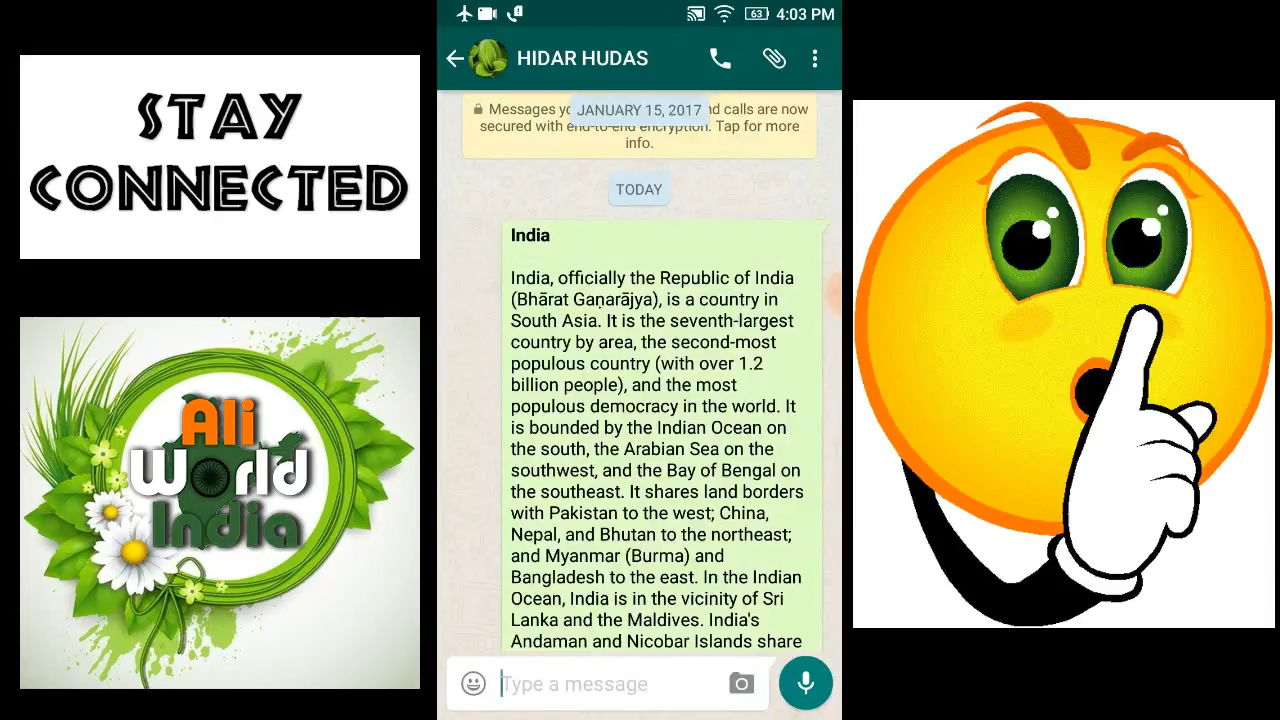 STAY
CONNECTED
Ali
World
India
63 4:03 PM
HIDAR HUDAS
JANUARY 15, 2017
Messages nd calls are now
secured with end-to-end encryption. Tap for more
info.
TODAY
India
India, officially the Republic of India
(Bhārat Gaṇarājya), is a country in
South Asia. It is the seventh-largest
country by area, the second-most
populous country (with over 1.2
billion people), and the most
populous democracy in the world. It
is bounded by the Indian Ocean on
the south, the Arabian Sea on the
southwest, and the Bay of Bengal on
the southeast. It shares land borders
with Pakistan to the west; China,
Nepal, and Bhutan to the northeast;
and Myanmar (Burma) and
Bangladesh to the east. In the Indian
Ocean, India is in the vicinity of Sri
Lanka and the Maldives. India's
Andaman and Nicobar Islands share
Type a message